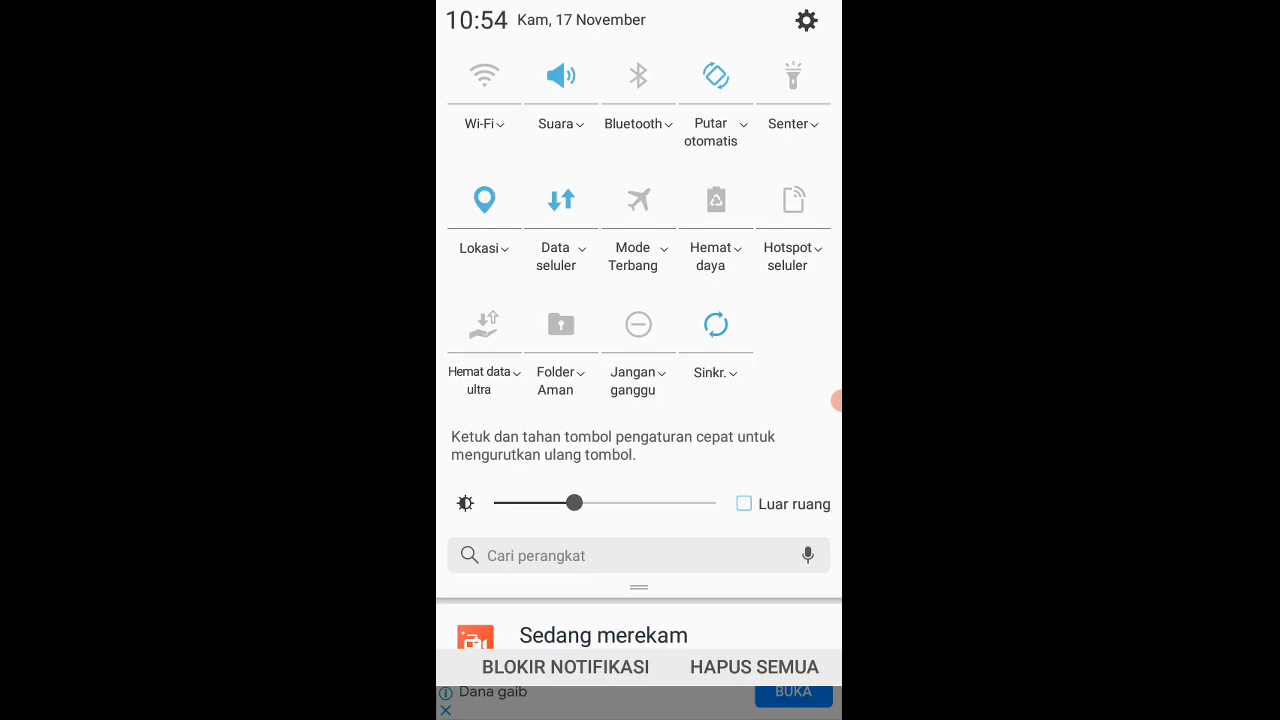 10:54 Kam, 17 November
Wi-Fi Suara Bluetooth Putar otomatis Senter
Lokasi Data seluler Mode Terbang Hemat daya Hotspot seluler
Hemat data ultra Folder Aman Jangan ganggu Sinkr.
Ketuk dan tahan tombol pengaturan cepat untuk
mengurutkan ulang tombol.
Luar ruang
Cari perangkat
Sedang merekam
BLOKIR NOTIFIKASI HAPUS SEMUA
Dana gaib BUKA